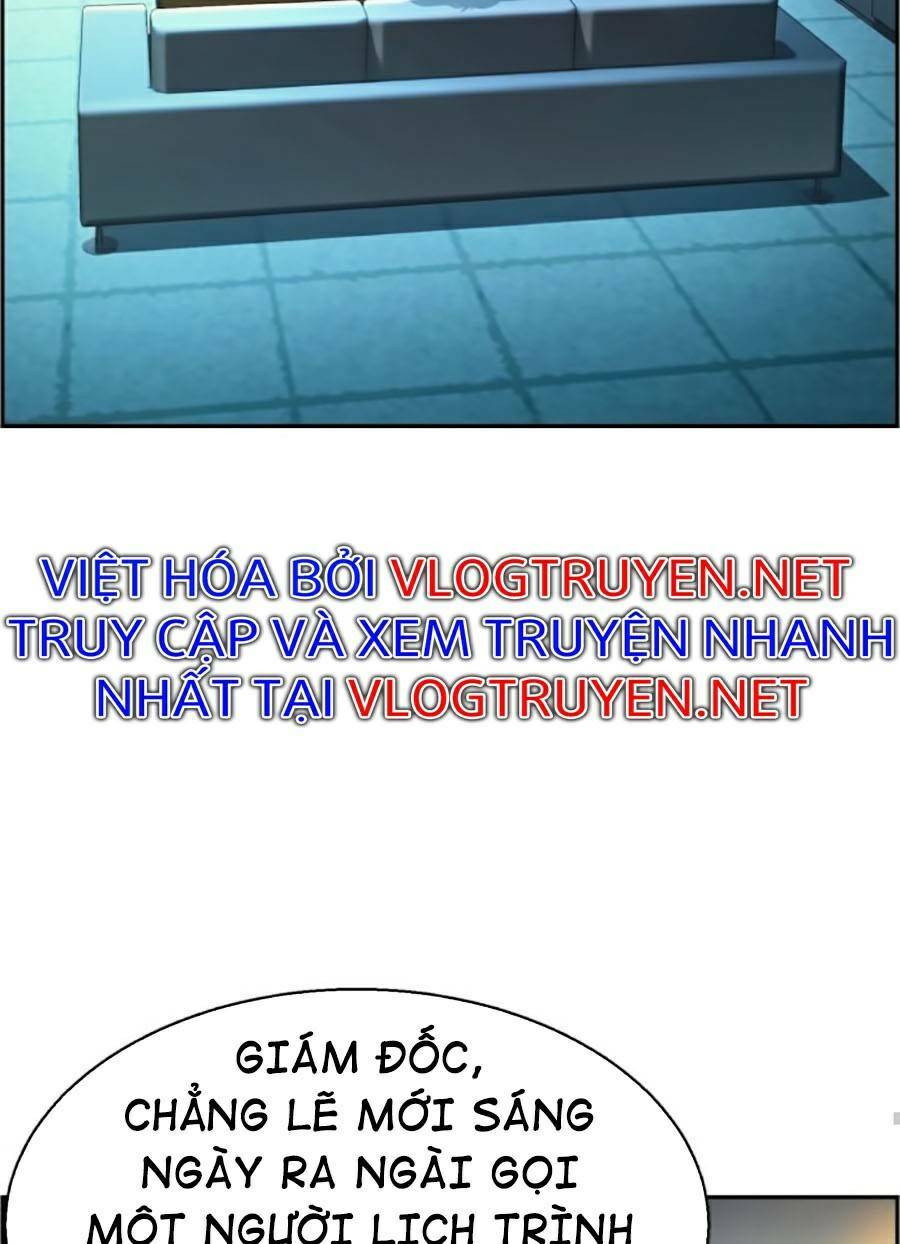 VIỆT HÓA BỞI VLOGTRUYEN.NET
TRUY CẬP VÀ XEM TRUYỆN NHANH
NHẤT TẠI VLOGTRUYEN.NET
GIÁM ĐỐC,
CHẲNG LẼ MỚI SÁNG
NGÀY RA NGÀI GỌI
MỘT NGƯỜI LỊCH TRÌNH